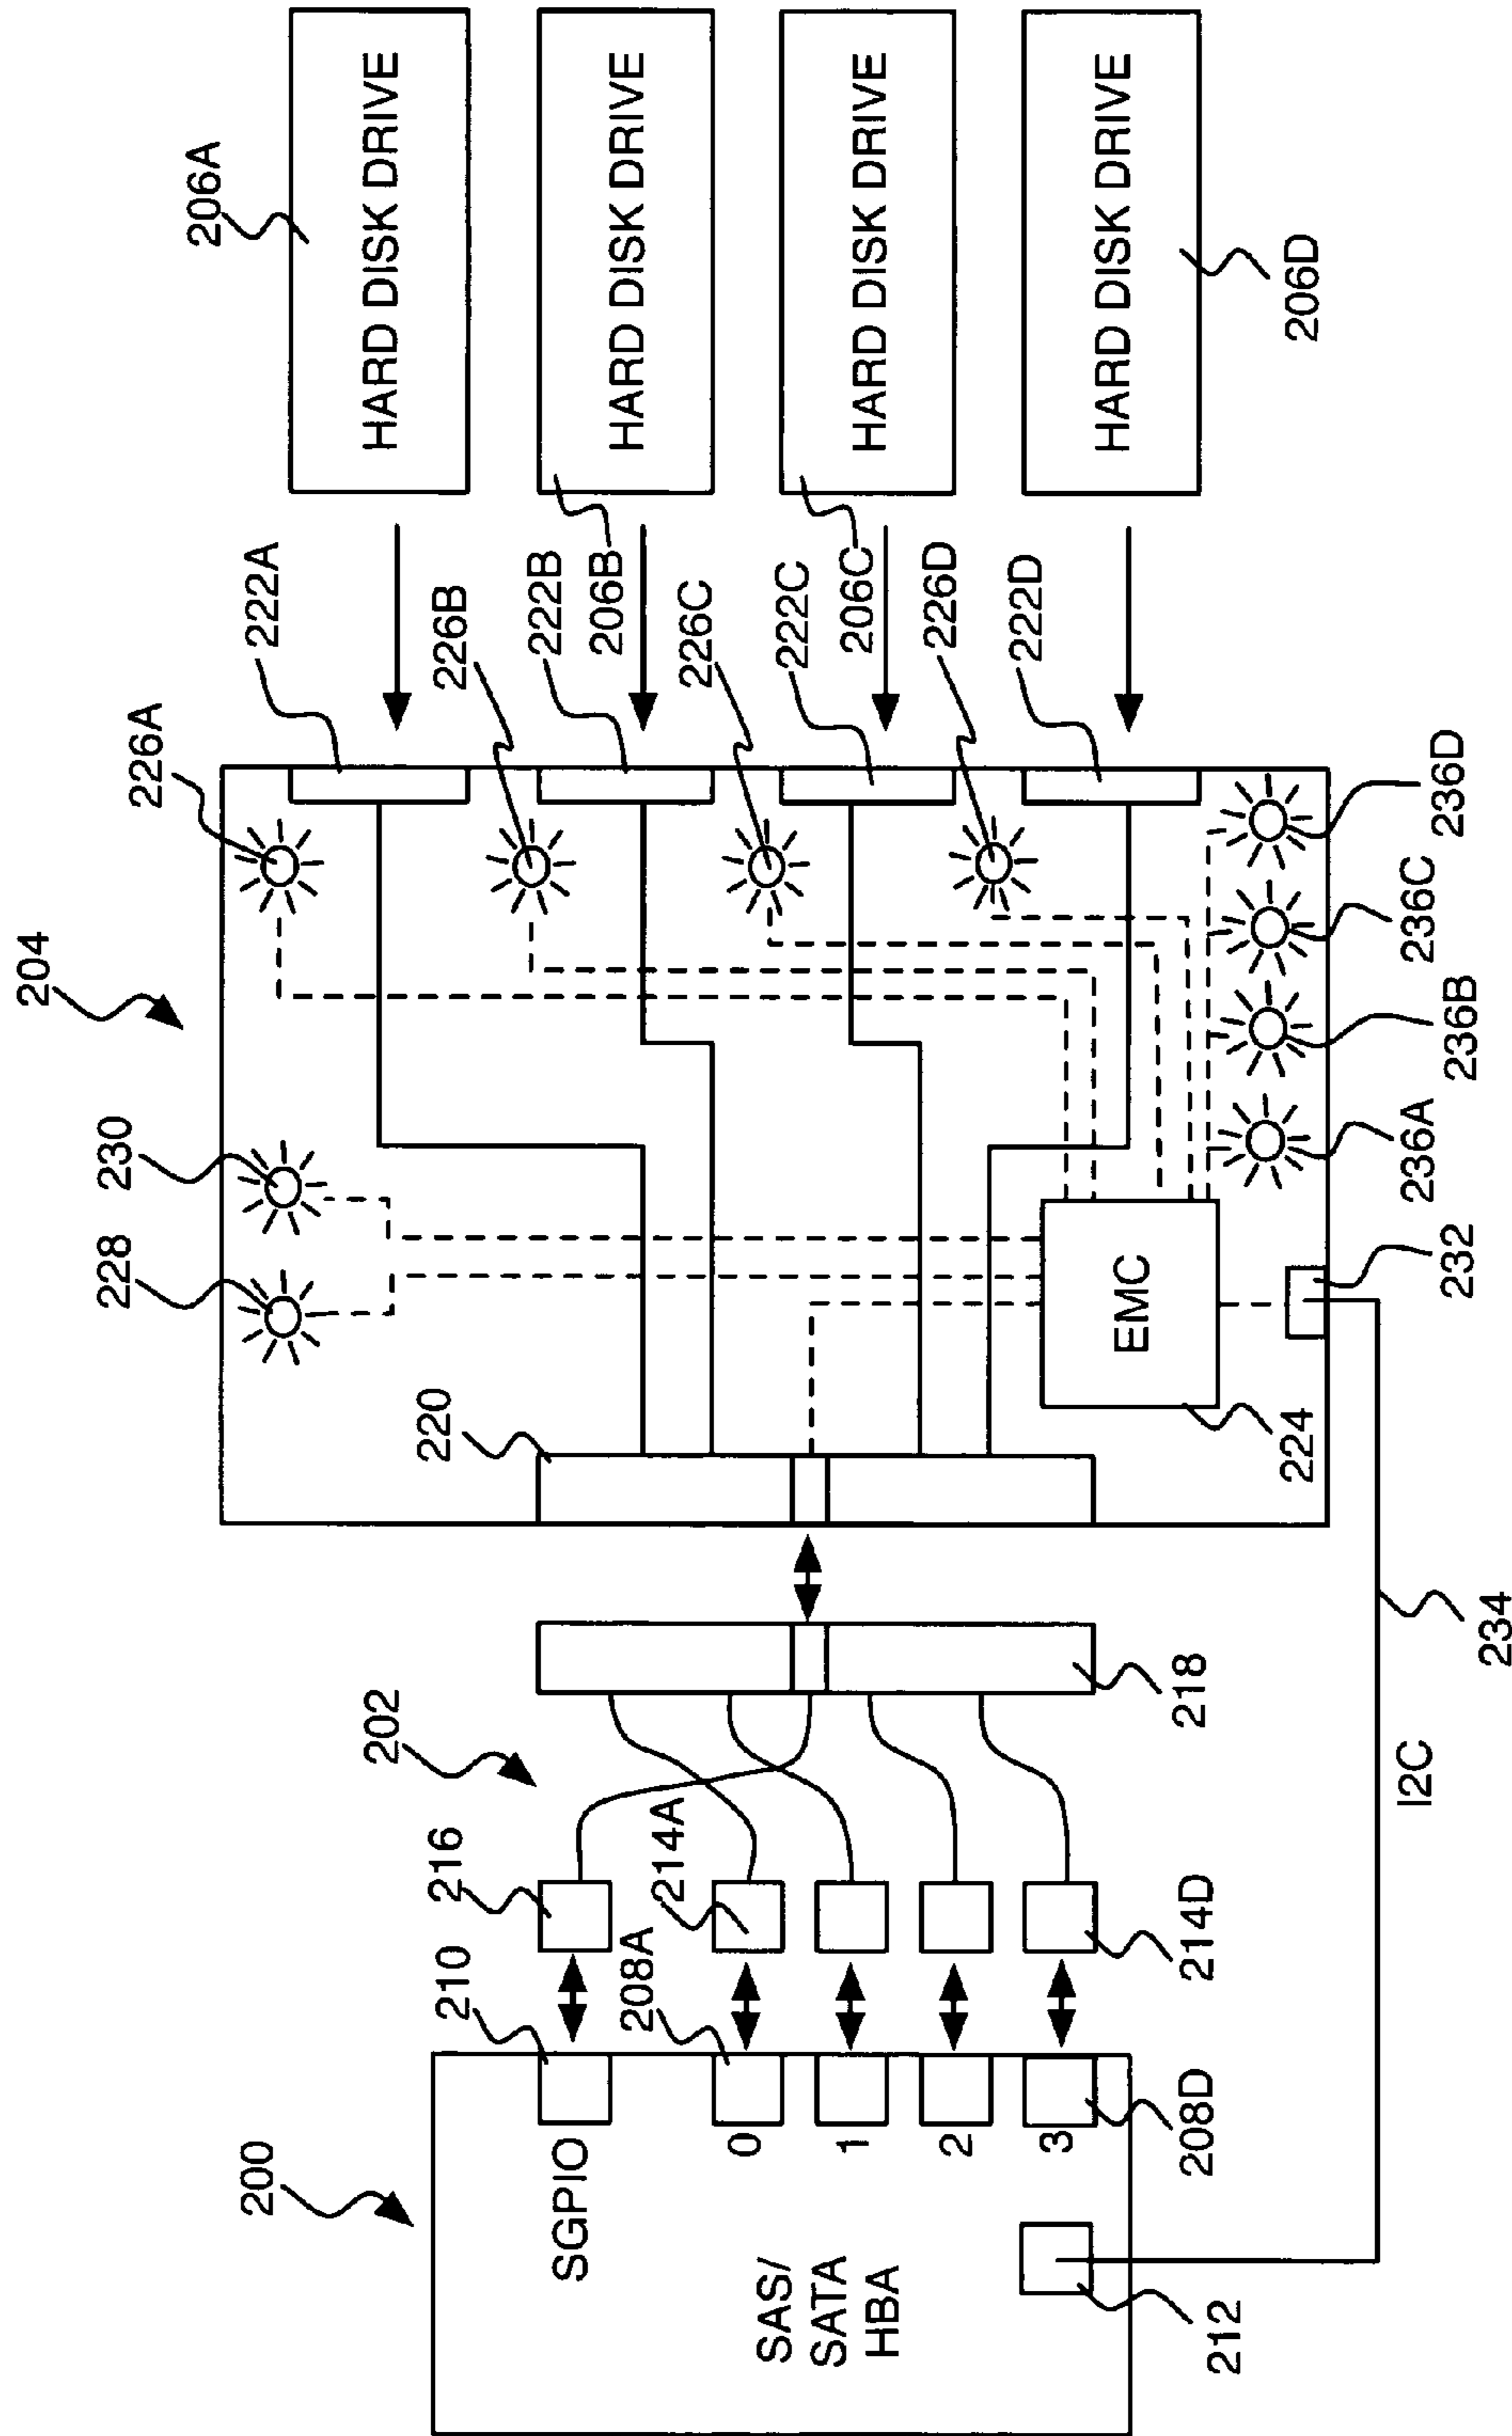 200
SAS/
SATA
HBA
SGPIO
0
1
2
3
210
208A
208D
212
202
216
214A
214D
218
I2C
234
204
220
228
230
226A
222A
226B
222B
226C
222C
226D
222D
EMC
224
232
236A
236B
236C
236D
206A
HARD DISK DRIVE
206B
HARD DISK DRIVE
206C
HARD DISK DRIVE
206D
HARD DISK DRIVE